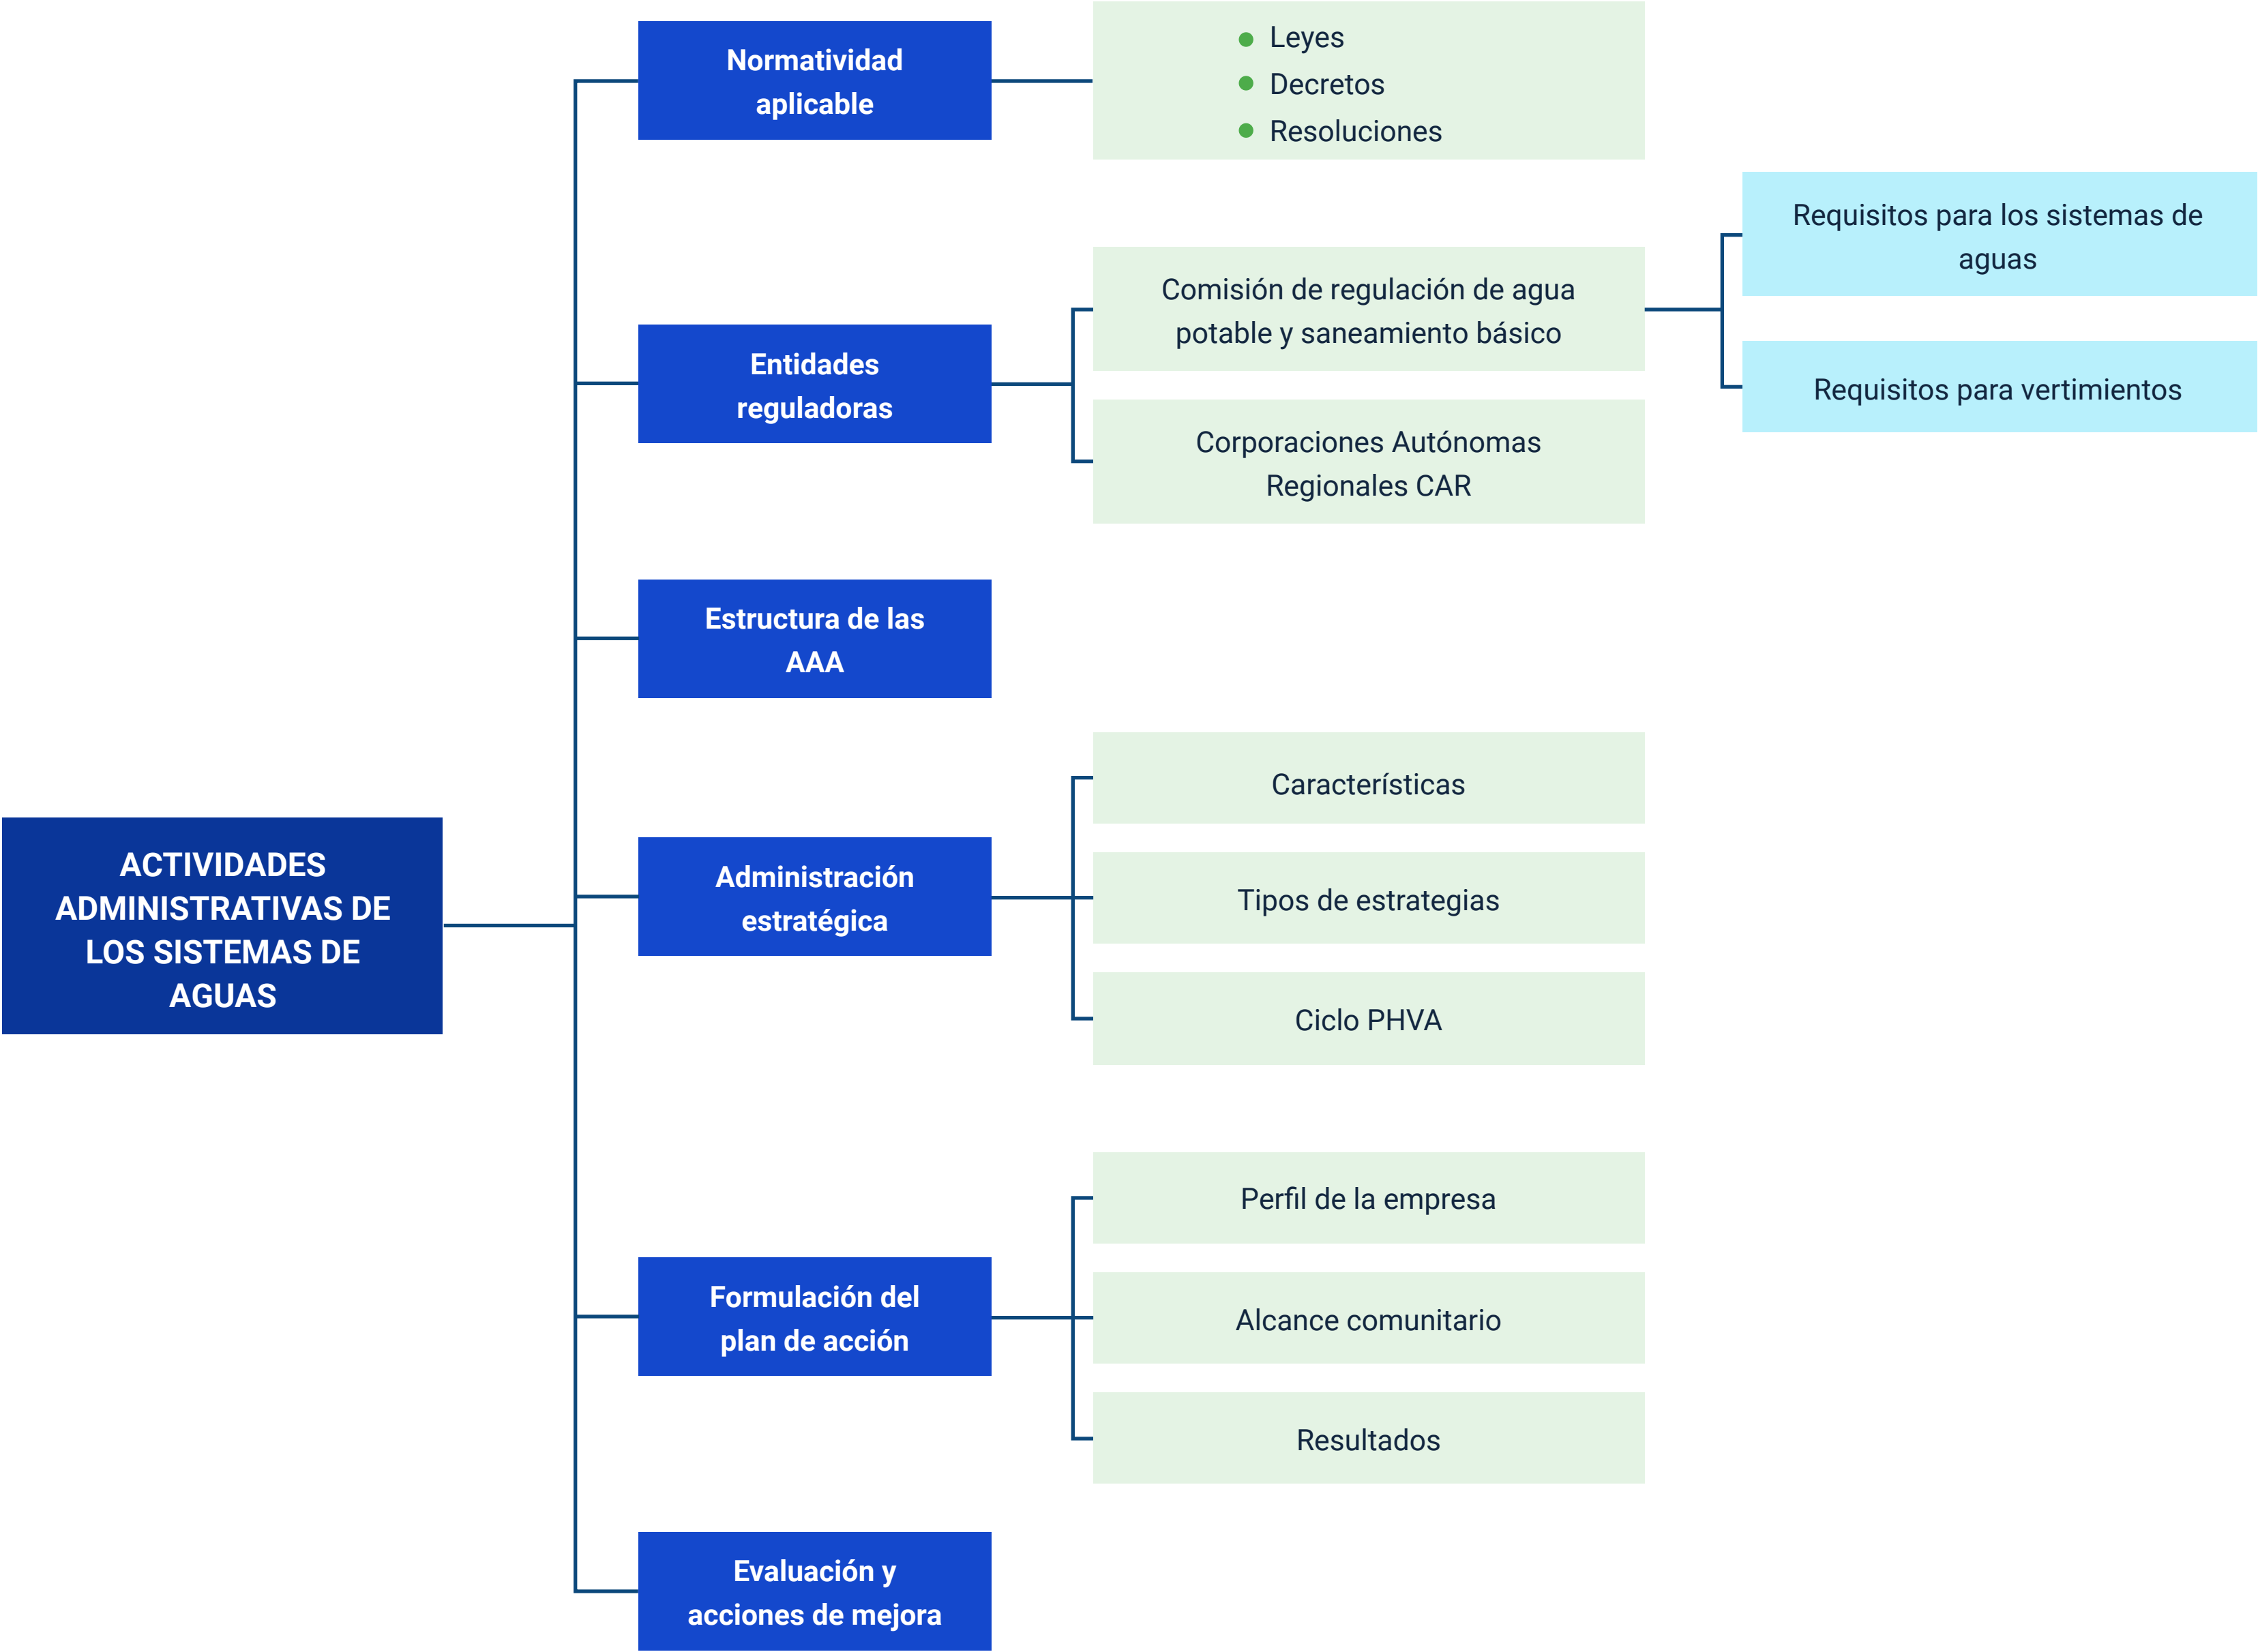 Normatividad
aplicable
Leyes
Decretos
Resoluciones
Entidades
reguladoras
Comisión de regulación de agua
potable y saneamiento básico
Requisitos para los sistemas de
aguas
Requisitos para vertimientos
Corporaciones Autónomas
Regionales CAR
Estructura de las
AAA
ACTIVIDADES
ADMINISTRATIVAS DE
LOS SISTEMAS DE
AGUAS
Administración
estratégica
Características
Tipos de estrategias
Ciclo PHVA
Formulación del
plan de acción
Perfil de la empresa
Alcance comunitario
Resultados
Evaluación y
acciones de mejora